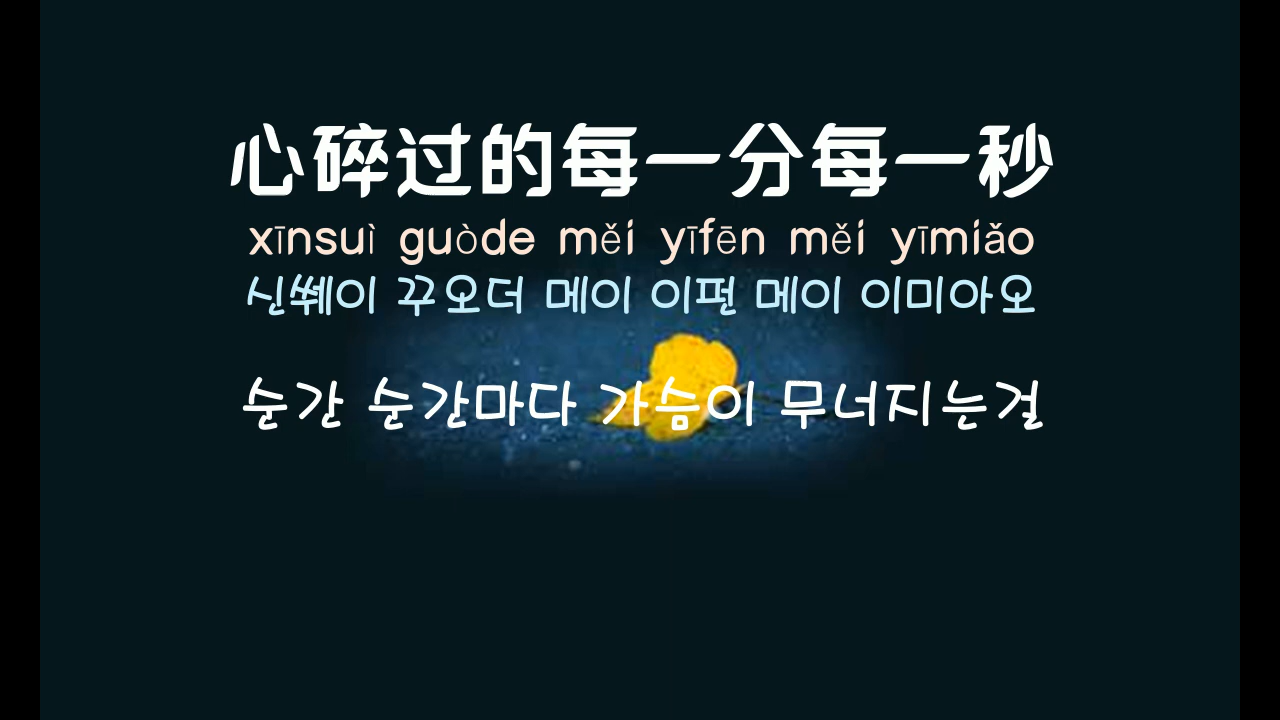 心碎过的每一分每一秒
xīnsuì guòde měi yīfēn měi yīmiǎo
신쒜이 꾸오더 메이 이펀 메이 이미아오
순간 순간마다 가슴이 무너지는걸